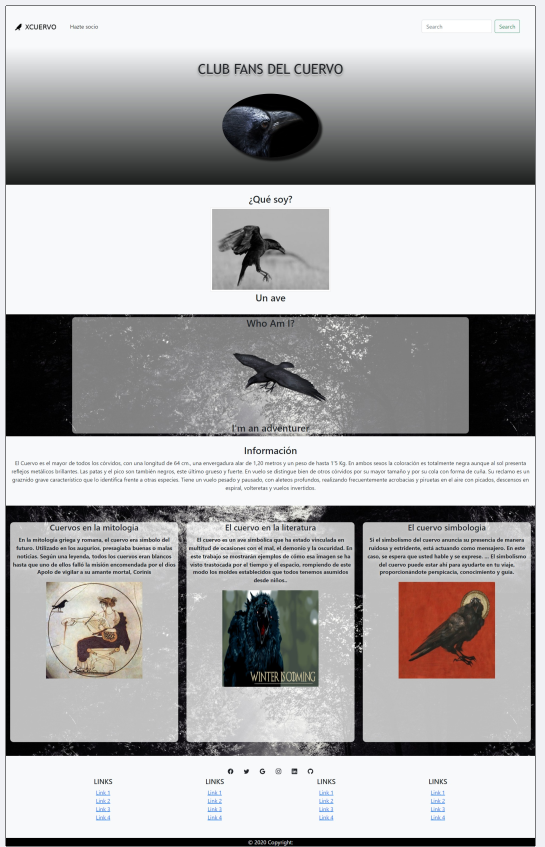 XCUERVO Hazte socio Search Search
CLUB FANS DEL CUERVO
¿Qué soy?
Un ave
Who Am I?
I'm an adventurer
Información
El Cuervo es el mayor de todos los córvidos, con una longitud de 64 cm., una envergadura alar de 1,20 metros y un peso de hasta 1'5 Kg. En ambos sexos la coloración es totalmente negra aunque al sol presenta
reflejos metálicos brillantes. Las patas y el pico son también negros, este último grueso y fuerte. En vuelo se distingue bien de otros córvidos por su mayor tamaño y por su cola con forma de cuña. Su reclamo es un
graznido grave característico que lo identifica frente a otras especies. Tiene un vuelo pesado y pausado, con aleteos profundos, realizando frecuentemente acrobacias y piruetas en el aire con picados, descensos en
espiral, volteretas y vuelos invertidos.
Cuervos en la mitología
En la mitología griega y romana, el cuervo era símbolo del
futuro. Utilizado en los augurios, presagiaba buenas o malas
noticias. Según una leyenda, todos los cuervos eran blancos
hasta que uno de ellos falló la misión encomendada por el dios
Apolo de vigilar a su amante mortal, Corinis
El cuervo en la literatura
El cuervo es un ave simbólica que ha estado vinculada en
multitud de ocasiones con el mal, el demonio y la oscuridad. En
este trabajo se mostrarán ejemplos de cómo esa imagen se ha
visto trastocada por el tiempo y el espacio, rompiendo de este
modo los moldes establecidos que todos tenemos asumidos
desde niños..
WINTER IS COMING
El cuervo simbología
Si el simbolismo del cuervo anuncia su presencia de manera
ruidosa y estridente, está actuando como mensajero. En este
caso, se espera que usted hable y se exprese. ... El simbolismo
del cuervo puede estar ahí para ayudarte en tu viaje,
proporcionándote perspicacia, conocimiento y guía.
LINKS LINKS LINKS LINKS
Link 1 Link 1 Link 1 Link 1
Link 2 Link 2 Link 2 Link 2
Link 3 Link 3 Link 3 Link 3
Link 4 Link 4 Link 4 Link 4
© 2020 Copyright: